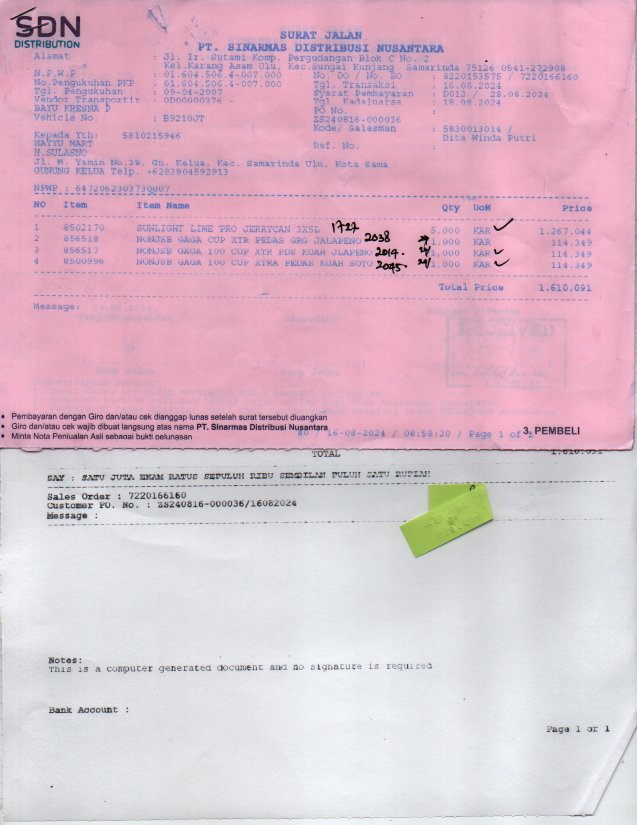 SDN
DISTRIBUTION
SURAT JALAN
PT. SINARMAS DISTRIBUSI NUSANTARA
Alamat : Jl. Ir. Sutami Komp. Pergudangan Blok C No. 2
Kel.Karang Asam Ulu, Kec.Sungai Kunjang Samarinda 75126 0541-272908
N.P.W.P : 01.604.506.4-007.000 No. DO / No. SO : 8220153575 / 7220166160
No.Pengukuhan PKP : 01.604.506.4-007.000 Tgl. Transaksi : 16.08.2024
Tgl. Pengukuhan : 09-04-2007 Syarat Pembayaran : D012 / 28.08.2024
Vendor Transportir : 0D00000376 - Tgl. Kadaluarsa : 18.08.2024
BAYU KRESNA P PO No. :
Vehicle No. : B9210JT ZS240816-000036
Kode/ Salesman : 5830013014 /
Kepada Yth: 5810215946 Dita Winda Putri
HAYYU MART Ref. No. :
H.SULASNO
Jl. M. Yamin No.38, Gn. Kelua, Kec. Samarinda Ulu, Kota Sama
GUNUNG KELUA Telp. +6283804592913
NPWP : 6472062303730007
NO Item Item Name Qty UoM Price
1 8502170 SUNLIGHT LIME PRO JERRYCAN 3X5L 1727 5,000 KAR ✓ 1.267.044
2 856518 NONJSB GAGA CUP XTR PEDAS GRG JALAPENO 2038 1,000 KAR 114.349
3 856517 NONJSB GAGA 100 CUP XTR PDS KUAH JLAPENO 2014. 1,000 KAR ✓ 114.349
4 8500996 NONJSB GAGA 100 CUP XTRA PEDAS KUAH SOTO 2045. 24/1,000 KAR ✓ 114.349
Total Price 1.610.091
Message:
• Pembayaran dengan Giro dan/atau cek dianggap lunas setelah surat tersebut diuangkan
• Giro dan/atau cek wajib dibuat langsung atas nama PT. Sinarmas Distribusi Nusantara
• Minta Nota Penjualan Asli sebagai bukti pelunasan
3. PEMBELI
#0 / 16-08-2024 / 08:58:20 / Page 1 of
TOTAL 1.610.091
SAY : SATU JUTA ENAM RATUS SEPULUH RIBU SEMBILAN PULUH SATU RUPIAH
Sales Order : 7220166160
Customer PO. No. : ZS240816-000036/16082024
Message :
Notes:
This is a computer generated document and no signature is required
Bank Account :
Page 1 of 1